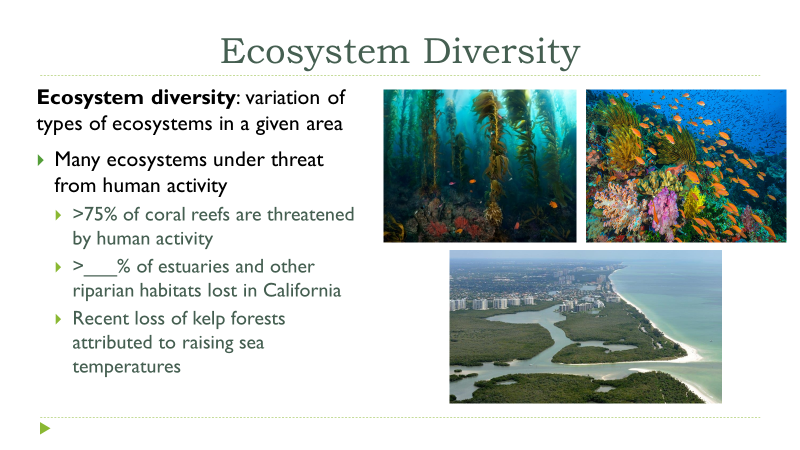 Ecosystem Diversity
Ecosystem diversity: variation of
types of ecosystems in a given area
Many ecosystems under threat
from human activity
>75% of coral reefs are threatened
by human activity
>___% of estuaries and other
riparian habitats lost in California
Recent loss of kelp forests
attributed to raising sea
temperatures